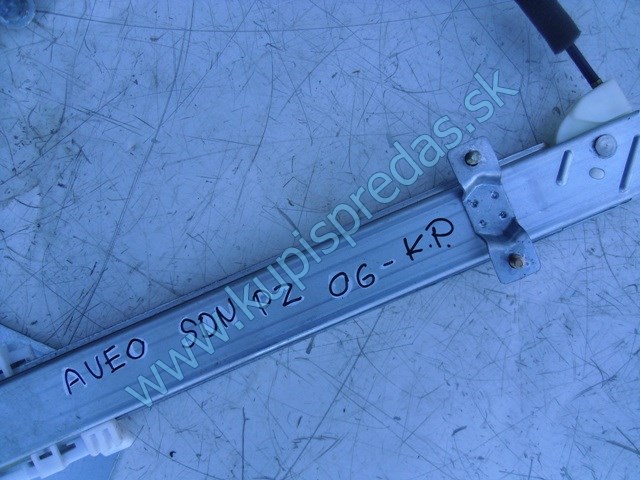 AVEO SDN PZ 06- K.P.
www.kupispredas.sk